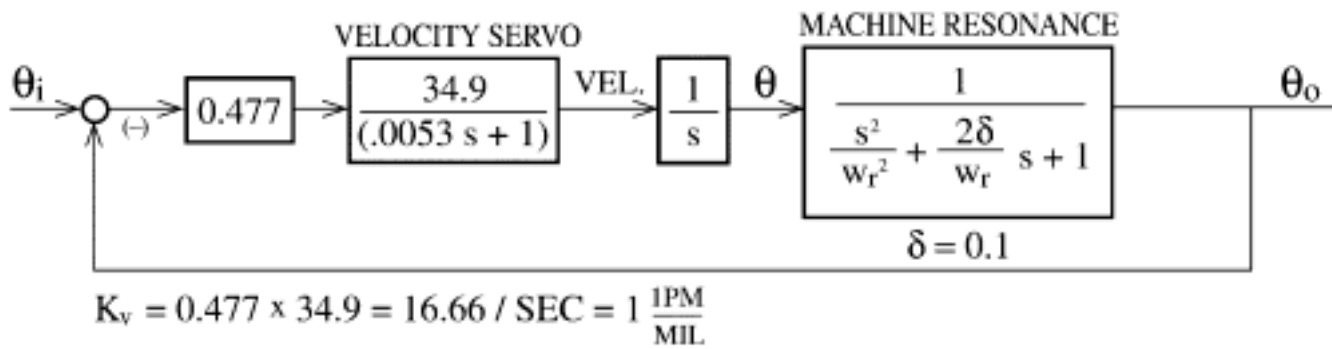 VELOCITY SERVO
MACHINE RESONANCE
θi
(–)
0.477
34.9
(.0053 s + 1)
VEL.
1
s
θ
1
s²
wr²
+
2δ
wr
s + 1
θo
δ = 0.1
Kv = 0.477 x 34.9 = 16.66 / SEC = 1 IPM
MIL